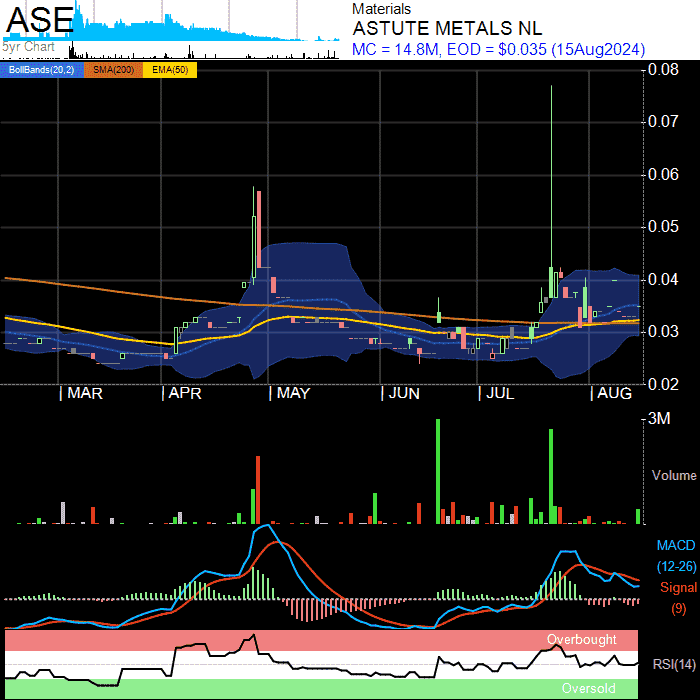 ASE
5yr Chart
Materials
ASTUTE METALS NL
MC = 14.8M, EOD = $0.035 (15Aug2024)
BollBands(20,2) SMA(200) EMA(50)
0.08
0.07
0.06
0.05
0.04
0.03
0.02
MAR APR MAY JUN JUL AUG
3M
Volume
MACD
(12-26)
Signal
(9)
Overbought
RSI(14)
Oversold